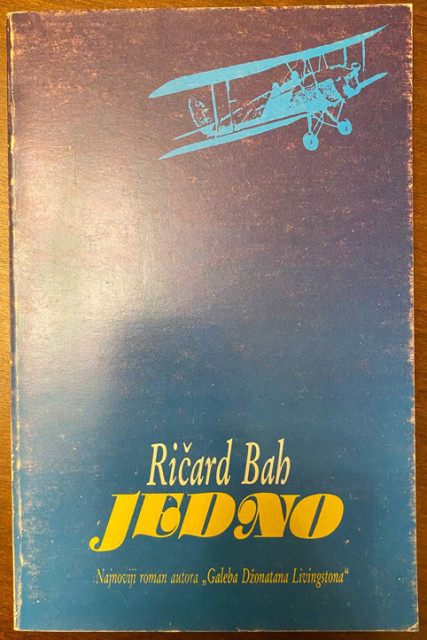 Ričard Bah
JEDNO
Najnoviji roman autora „Galeba Džonatana Livingstona“